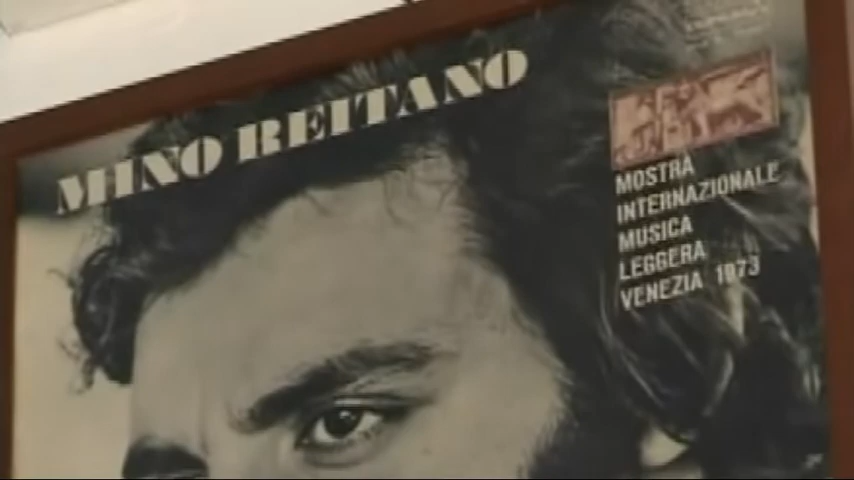 MINO REITANO
MOSTRA
INTERNAZIONALE
MUSICA
LEGGERA
VENEZIA 1973